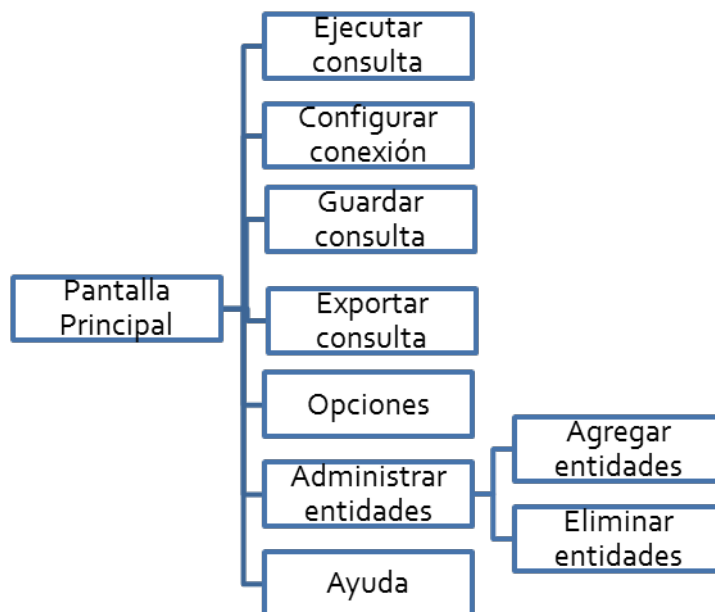 Ejecutar
consulta
Configurar
conexión
Guardar
consulta
Pantalla
Principal
Exportar
consulta
Opciones
Administrar
entidades
Agregar
entidades
Eliminar
entidades
Ayuda